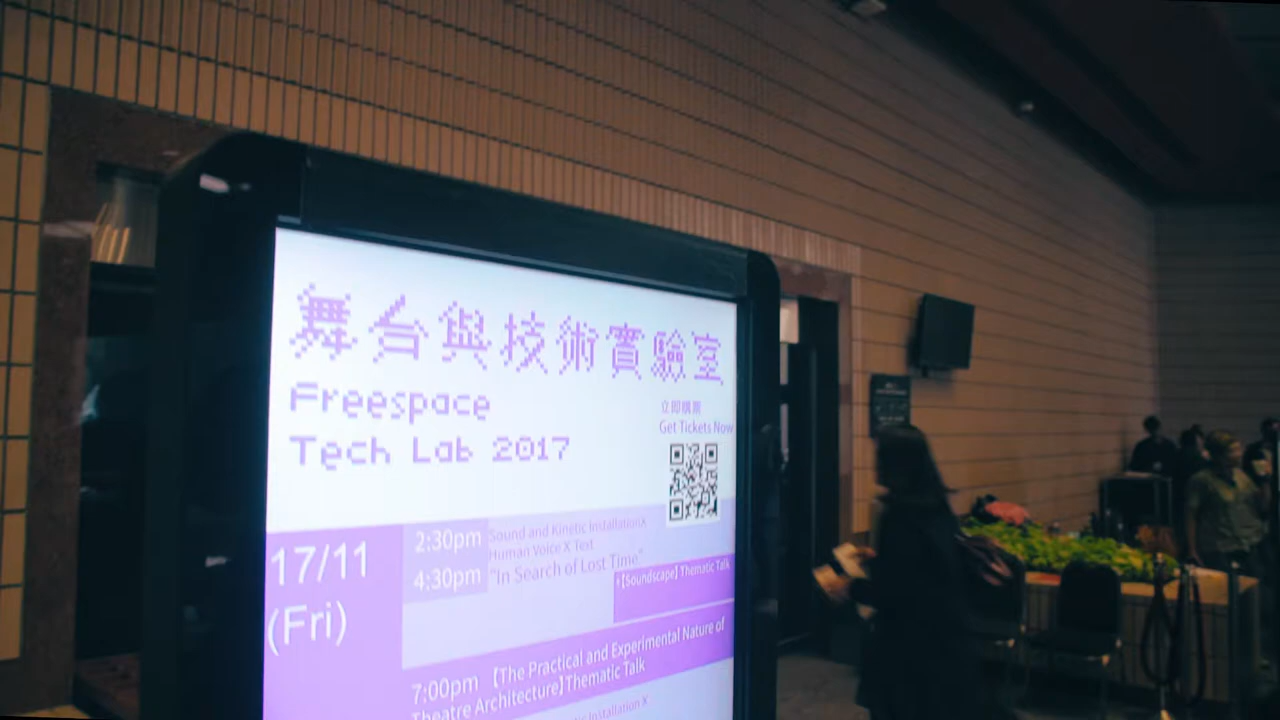 舞台與技術實驗室
Freespace
Tech Lab 2017
立即購票
Get Tickets Now
17/11
(Fri)
2:30pm
4:30pm
Sound and Kinetic InstallationX
Human Voice X Text
"In Search of Lost Time"
+【Soundscape】Thematic Talk
7:00pm 【The Practical and Experimental Nature of
Theatre Architecture】Thematic Talk
Installation X